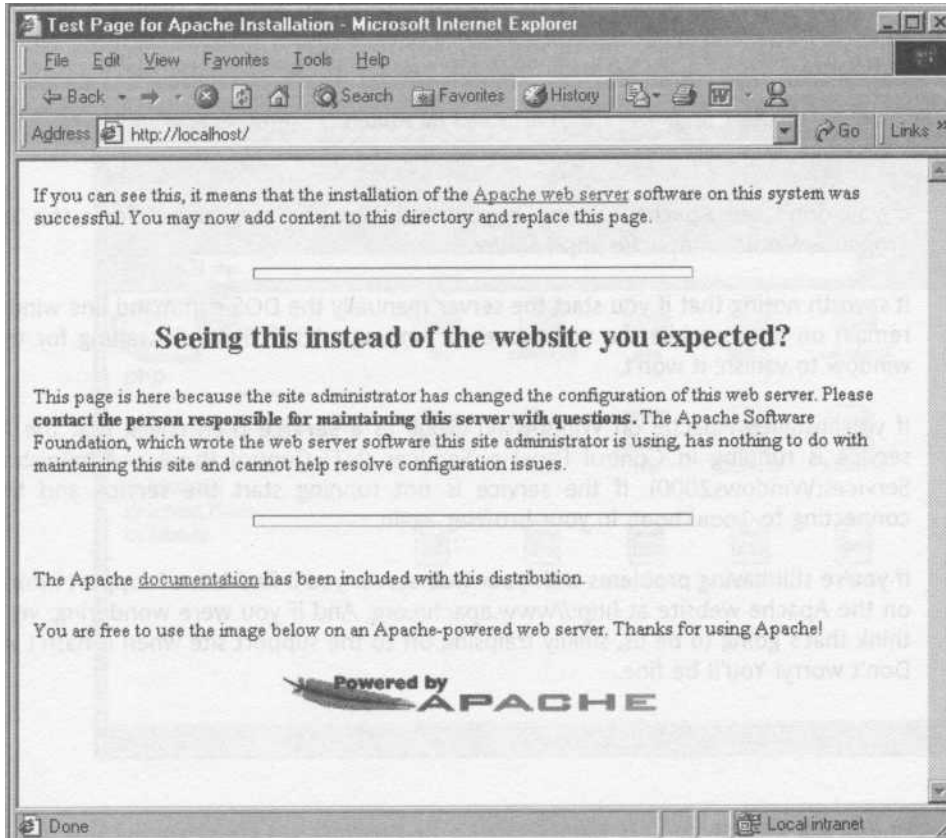 Test Page for Apache Installation - Microsoft Internet Explorer
File Edit View Favorites Tools Help
Back Search Favorites History
Address http://localhost/ Go Links »
If you can see this, it means that the installation of the Apache web server software on this system was
successful. You may now add content to this directory and replace this page.
Seeing this instead of the website you expected?
This page is here because the site administrator has changed the configuration of this web server. Please
contact the person responsible for maintaining this server with questions. The Apache Software
Foundation, which wrote the web server software this site administrator is using, has nothing to do with
maintaining this site and cannot help resolve configuration issues.
The Apache documentation has been included with this distribution.
You are free to use the image below on an Apache-powered web server. Thanks for using Apache!
Powered by
APACHE
Done Local intranet